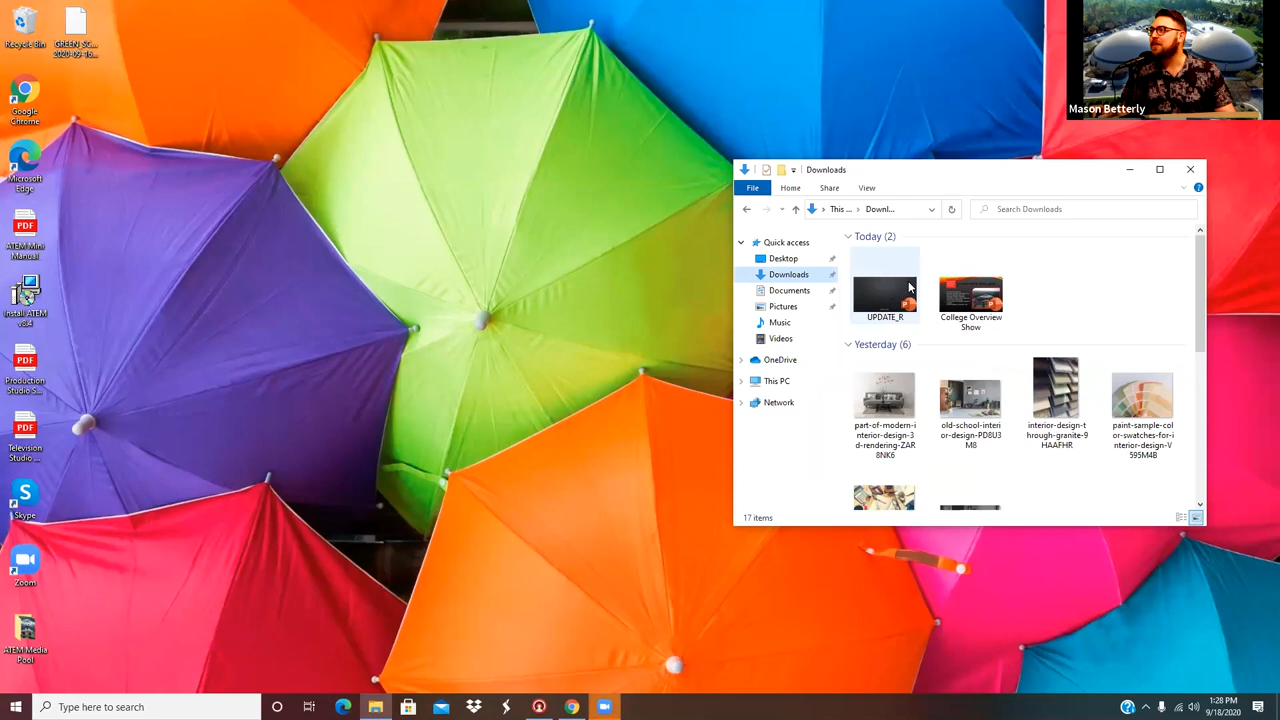 Recycle Bin
GREEN_SC...
2020-09-16...
Google
Chrome
Microsoft
Edge
ATEM Mini
Manual
Install ATEM
v8.4
Production
Studio S...
Television
Studio ...
Skype
Zoom
ATEM Media
Pool
Mason Betterly
Downloads
File
Home
Share
View
This ...
Downl...
Search Downloads
Quick access
Desktop
Downloads
Documents
Pictures
Music
Videos
OneDrive
This PC
Network
Today (2)
UPDATE_R
College Overview
Show
Yesterday (6)
part-of-modern-i
nterior-design-3
d-rendering-ZAR
8NK6
old-school-interi
or-design-PD8U3
M8
interior-design-t
hrough-granite-9
HAAFHR
paint-sample-col
or-swatches-for-i
nterior-design-V
595M4B
17 items
Type here to search
1:28 PM
9/18/2020